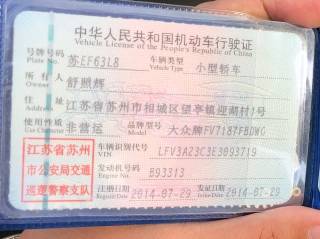 中华人民共和国机动车行驶证
Vehicle License of the People's Republic of China
号牌号码 Plate No. 苏EF63L8 车辆类型 Vehicle Type 小型轿车
所有人 Owner 舒照辉
住址 Address 江苏省苏州市相城区望亭镇迎湖村1号
使用性质 Use Character 非营运 品牌型号 Model 大众牌FV7187FBDWG
江苏省苏州
市公安局交通
巡逻警察支队
车辆识别代号 VIN LFV3A23C3E3093719
发动机号码 Engine No. B93313
注册日期 Register Date 2014-07-29 发证日期 Issue Date 2014-07-29